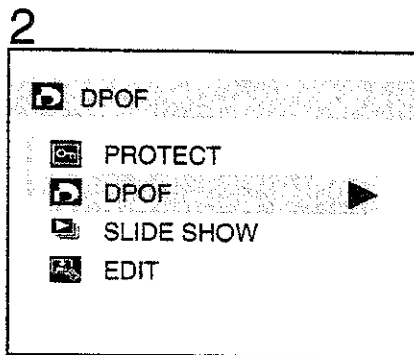 2
DPOF
PROTECT
DPOF
SLIDE SHOW
EDIT